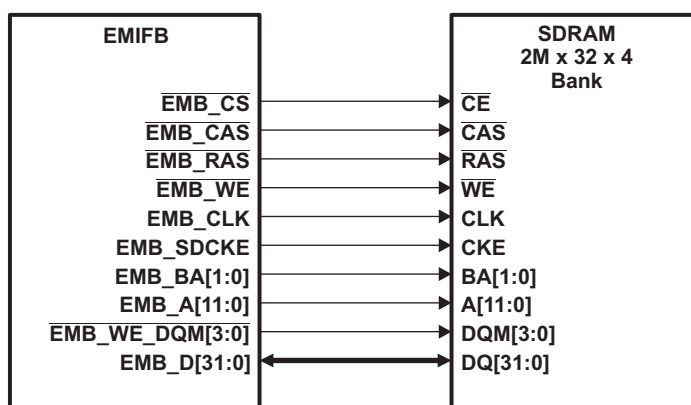 EMIFB
SDRAM
2M x 32 x 4
Bank
EMB_CS CE
EMB_CAS CAS
EMB_RAS RAS
EMB_WE WE
EMB_CLK CLK
EMB_SDCKE CKE
EMB_BA[1:0] BA[1:0]
EMB_A[11:0] A[11:0]
EMB_WE_DQM[3:0] DQM[3:0]
EMB_D[31:0] DQ[31:0]